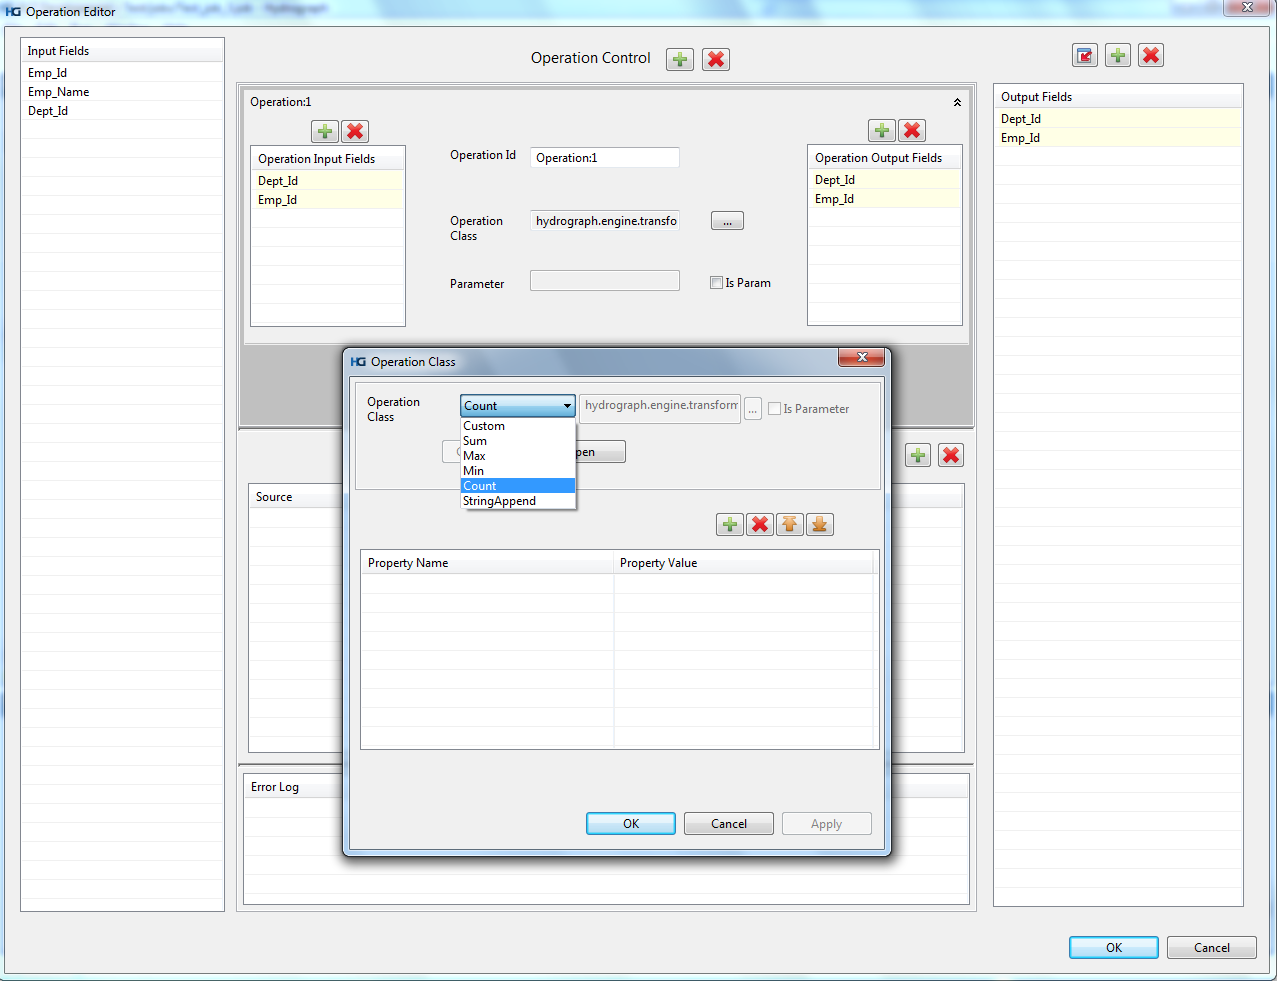 HG Operation Editor
Input Fields
Emp_Id
Emp_Name
Dept_Id
Operation Control
Operation:1
Operation Input Fields
Dept_Id
Emp_Id
Operation Id
Operation:1
Operation
Class
hydrograph.engine.transfo
...
Parameter
Is Param
Operation Output Fields
Dept_Id
Emp_Id
Output Fields
Dept_Id
Emp_Id
Source
Error Log
HG Operation Class
Operation
Class
Count
hydrograph.engine.transform
...
Is Parameter
Custom
Sum
Max
Min
Count
StringAppend
pen
Property Name
Property Value
OK
Cancel
Apply
OK
Cancel